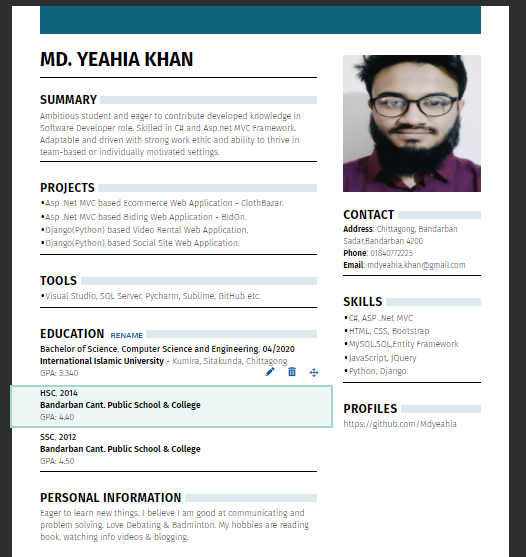 MD. YEAHIA KHAN
SUMMARY
Ambitious student and eager to contribute developed knowledge in
Software Developer role. Skilled in C# and Asp.net MVC Framework.
Adaptable and driven with strong work ethic and ability to thrive in
team-based or individually motivated settings.
PROJECTS
•Asp .Net MVC based Ecommerce Web Application - ClothBazar.
•Asp .Net MVC based Biding Web Application - BidOn.
•Django(Python) based Video Rental Web Application.
•Django(Python) based Social Site Web Application.
TOOLS
•Visual Studio, SQL Server, Pycharm, Sublime, GitHub etc.
EDUCATION RENAME
Bachelor of Science, Computer Science and Engineering, 04/2020
International Islamic University - Kumira, Sitakunda, Chittagong
GPA: 3.340
HSC, 2014
Bandarban Cant. Public School & College
GPA: 4.40
SSC, 2012
Bandarban Cant. Public School & College
GPA: 4.50
PERSONAL INFORMATION
Eager to learn new things. I believe I am good at communicating and
problem solving. Love Debating & Badminton. My hobbies are reading
book, watching info videos & blogging.
CONTACT
Address: Chittagong, Bandarban
Sadar,Bandarban 4200
Phone: 01840772225
Email: mdyeahia.khan@gmail.com
SKILLS
•C#, ASP .Net MVC
•HTML, CSS, Bootstrap
•MySQL,SQL,Entity Framework
•JavaScript, JQuery
•Python, Django
PROFILES
https://github.com/Mdyeahia